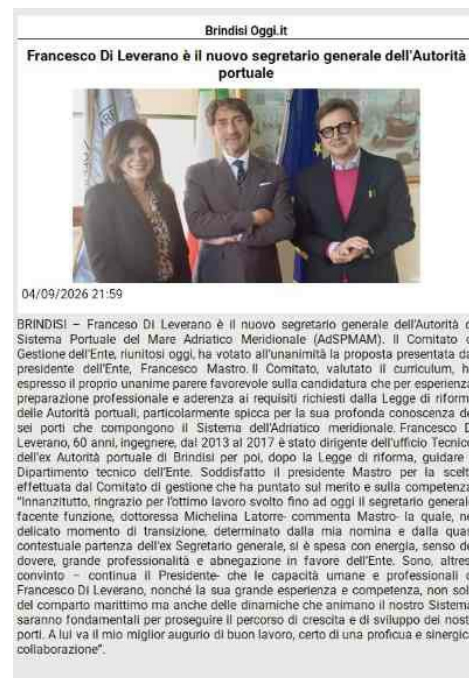 Brindisi Oggi.it
Francesco Di Leverano è il nuovo segretario generale dell'Autorità
portuale
04/09/2026 21:59
BRINDISI – Franceso Di Leverano è il nuovo segretario generale dell'Autorità d
Sistema Portuale del Mare Adriatico Meridionale (AdSPMAM). Il Comitato d
Gestione dell'Ente, riunitosi oggi, ha votato all'unanimità la proposta presentata da
presidente dell'Ente, Francesco Mastro. Il Comitato, valutato il curriculum, h
espresso il proprio unanime parere favorevole sulla candidatura che per esperienza
preparazione professionale e aderenza ai requisiti richiesti dalla Legge di riform
delle Autorità portuali, particolarmente spicca per la sua profonda conoscenza de
sei porti che compongono il Sistema dell'Adriatico meridionale. Francesco D
Leverano, 60 anni, ingegnere, dal 2013 al 2017 è stato dirigente dell'ufficio Tecnico
dell'ex Autorità portuale di Brindisi per poi, dopo la Legge di riforma, guidare i
Dipartimento tecnico dell'Ente. Soddisfatto il presidente Mastro per la scelt
effettuata dal Comitato di gestione che ha puntato sul merito e sulla competenza
"Innanzitutto, ringrazio per l'ottimo lavoro svolto fino ad oggi il segretario general
facente funzione, dottoressa Michelina Latorre- commenta Mastro- la quale, ne
delicato momento di transizione, determinato dalla mia nomina e dalla quas
contestuale partenza dell'ex Segretario generale, si è spesa con energia, senso de
dovere, grande professionalità e abnegazione in favore dell'Ente. Sono, altres
convinto – continua il Presidente- che le capacità umane e professionali d
Francesco Di Leverano, nonché la sua grande esperienza e competenza, non sol
del comparto marittimo ma anche delle dinamiche che animano il nostro Sistema
saranno fondamentali per proseguire il percorso di crescita e di sviluppo dei nostr
porti. A lui va il mio miglior augurio di buon lavoro, certo di una proficua e sinergica
collaborazione".